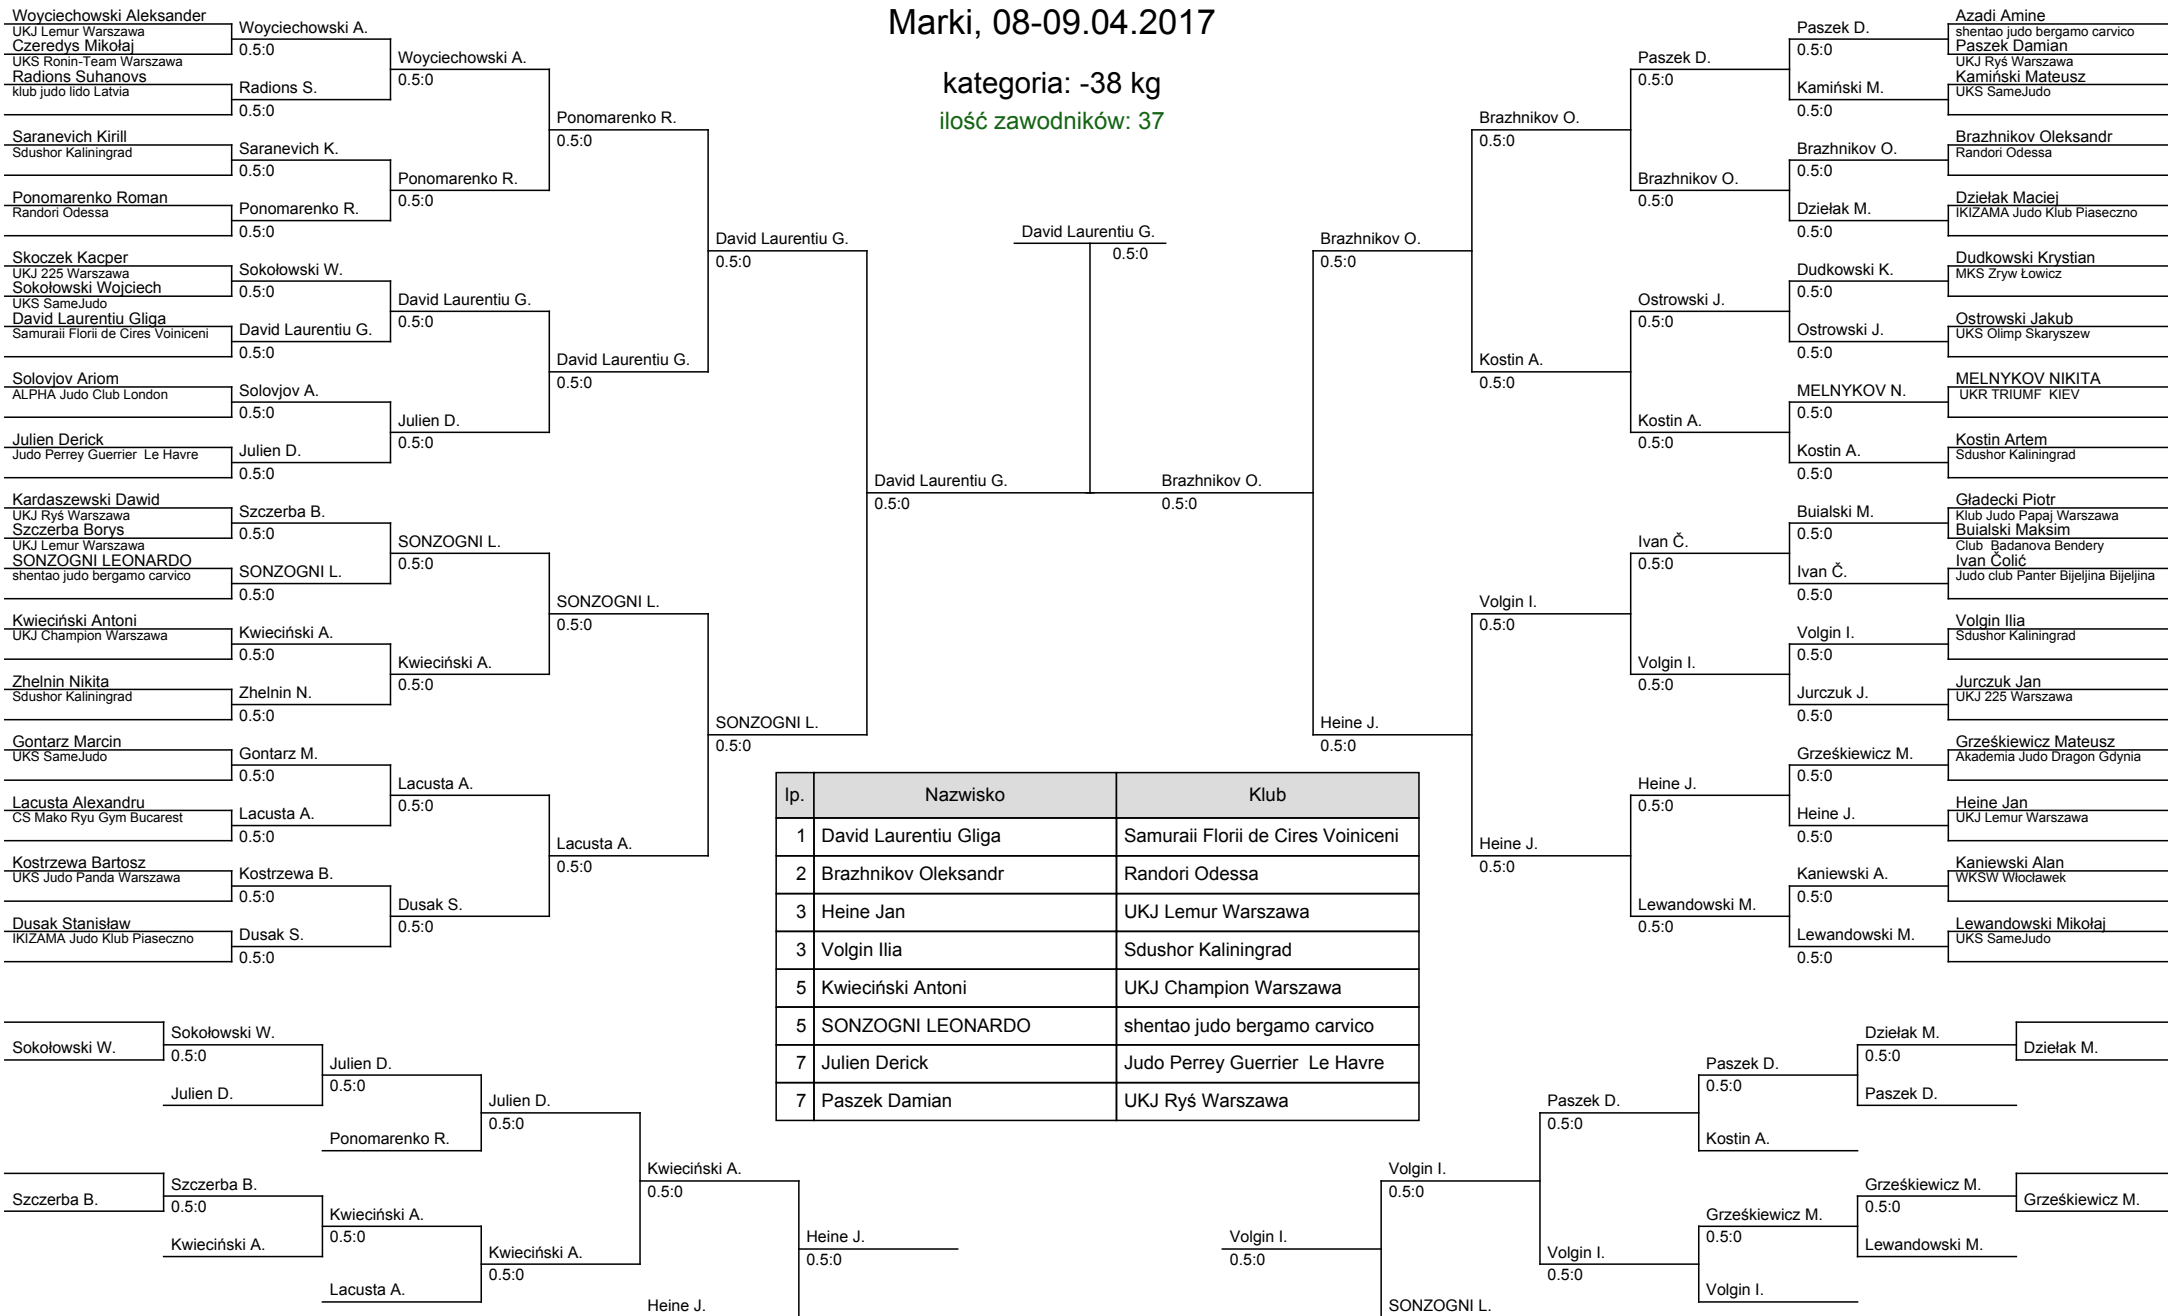 Marki, 08-09.04.2017
kategoria: -38 kg
ilość zawodników: 37
Woyciechowski Aleksander
UKJ Lemur Warszawa
Czeredys Mikołaj
UKS Ronin-Team Warszawa
Radions Suhanovs
klub judo lido Latvia
Saranevich Kirill
Sdushor Kaliningrad
Ponomarenko Roman
Randori Odessa
Skoczek Kacper
UKJ 225 Warszawa
Sokołowski Wojciech
UKS SameJudo
David Laurentiu Gliga
Samuraii Florii de Cires Voiniceni
Solovjov Ariom
ALPHA Judo Club London
Julien Derick
Judo Perrey Guerrier Le Havre
Kardaszewski Dawid
UKJ Ryś Warszawa
Szczerba Borys
UKJ Lemur Warszawa
SONZOGNI LEONARDO
shentao judo bergamo carvico
Kwieciński Antoni
UKJ Champion Warszawa
Zhelnin Nikita
Sdushor Kaliningrad
Gontarz Marcin
UKS SameJudo
Lacusta Alexandru
CS Mako Ryu Gym Bucarest
Kostrzewa Bartosz
UKS Judo Panda Warszawa
Dusak Stanisław
IKIZAMA Judo Klub Piaseczno
Woyciechowski A.
0.5:0
Radions S.
0.5:0
Saranevich K.
0.5:0
Ponomarenko R.
0.5:0
Sokołowski W.
0.5:0
David Laurentiu G.
0.5:0
Solovjov A.
0.5:0
Julien D.
0.5:0
Szczerba B.
0.5:0
SONZOGNI L.
0.5:0
Kwieciński A.
0.5:0
Zhelnin N.
0.5:0
Gontarz M.
0.5:0
Lacusta A.
0.5:0
Kostrzewa B.
0.5:0
Dusak S.
0.5:0
Woyciechowski A.
0.5:0
Ponomarenko R.
0.5:0
David Laurentiu G.
0.5:0
Julien D.
0.5:0
SONZOGNI L.
0.5:0
Kwieciński A.
0.5:0
Lacusta A.
0.5:0
Dusak S.
0.5:0
Ponomarenko R.
0.5:0
David Laurentiu G.
0.5:0
SONZOGNI L.
0.5:0
Lacusta A.
0.5:0
David Laurentiu G.
0.5:0
SONZOGNI L.
0.5:0
David Laurentiu G.
0.5:0
David Laurentiu G.
0.5:0
Brazhnikov O.
0.5:0
Brazhnikov O.
0.5:0
Heine J.
0.5:0
Brazhnikov O.
0.5:0
Kostin A.
0.5:0
Volgin I.
0.5:0
Heine J.
0.5:0
Paszek D.
0.5:0
Brazhnikov O.
0.5:0
Ostrowski J.
0.5:0
Kostin A.
0.5:0
Ivan Č.
0.5:0
Volgin I.
0.5:0
Heine J.
0.5:0
Lewandowski M.
0.5:0
Paszek D.
0.5:0
Kamiński M.
0.5:0
Brazhnikov O.
0.5:0
Dziełak M.
0.5:0
Dudkowski K.
0.5:0
Ostrowski J.
0.5:0
MELNYKOV N.
0.5:0
Kostin A.
0.5:0
Buialski M.
0.5:0
Ivan Č.
0.5:0
Volgin I.
0.5:0
Jurczuk J.
0.5:0
Grześkiewicz M.
0.5:0
Heine J.
0.5:0
Kaniewski A.
0.5:0
Lewandowski M.
0.5:0
Azadi Amine
shentao judo bergamo carvico
Paszek Damian
UKJ Ryś Warszawa
Kamiński Mateusz
UKS SameJudo
Brazhnikov Oleksandr
Randori Odessa
Dziełak Maciej
IKIZAMA Judo Klub Piaseczno
Dudkowski Krystian
MKS Zryw Łowicz
Ostrowski Jakub
UKS Olimp Skaryszew
MELNYKOV NIKITA
UKR TRIUMF KIEV
Kostin Artem
Sdushor Kaliningrad
Gładecki Piotr
Klub Judo Papaj Warszawa
Buialski Maksim
Club Badanova Bendery
Ivan Čolić
Judo club Panter Bijeljina Bijeljina
Volgin Ilia
Sdushor Kaliningrad
Jurczuk Jan
UKJ 225 Warszawa
Grześkiewicz Mateusz
Akademia Judo Dragon Gdynia
Heine Jan
UKJ Lemur Warszawa
Kaniewski Alan
WKSW Włocławek
Lewandowski Mikołaj
UKS SameJudo
lp. Nazwisko Klub
1 David Laurentiu Gliga Samuraii Florii de Cires Voiniceni
2 Brazhnikov Oleksandr Randori Odessa
3 Heine Jan UKJ Lemur Warszawa
3 Volgin Ilia Sdushor Kaliningrad
5 Kwieciński Antoni UKJ Champion Warszawa
5 SONZOGNI LEONARDO shentao judo bergamo carvico
7 Julien Derick Judo Perrey Guerrier Le Havre
7 Paszek Damian UKJ Ryś Warszawa
Sokołowski W.
Szczerba B.
Sokołowski W.
0.5:0
Julien D.
Szczerba B.
0.5:0
Kwieciński A.
Julien D.
0.5:0
Ponomarenko R.
Kwieciński A.
0.5:0
Lacusta A.
Julien D.
0.5:0
Kwieciński A.
0.5:0
Kwieciński A.
0.5:0
Heine J.
Heine J.
0.5:0
Volgin I.
0.5:0
Volgin I.
0.5:0
SONZOGNI L.
Paszek D.
0.5:0
Volgin I.
0.5:0
Paszek D.
0.5:0
Kostin A.
Grześkiewicz M.
0.5:0
Volgin I.
Dziełak M.
0.5:0
Paszek D.
Grześkiewicz M.
0.5:0
Lewandowski M.
Dziełak M.
Grześkiewicz M.